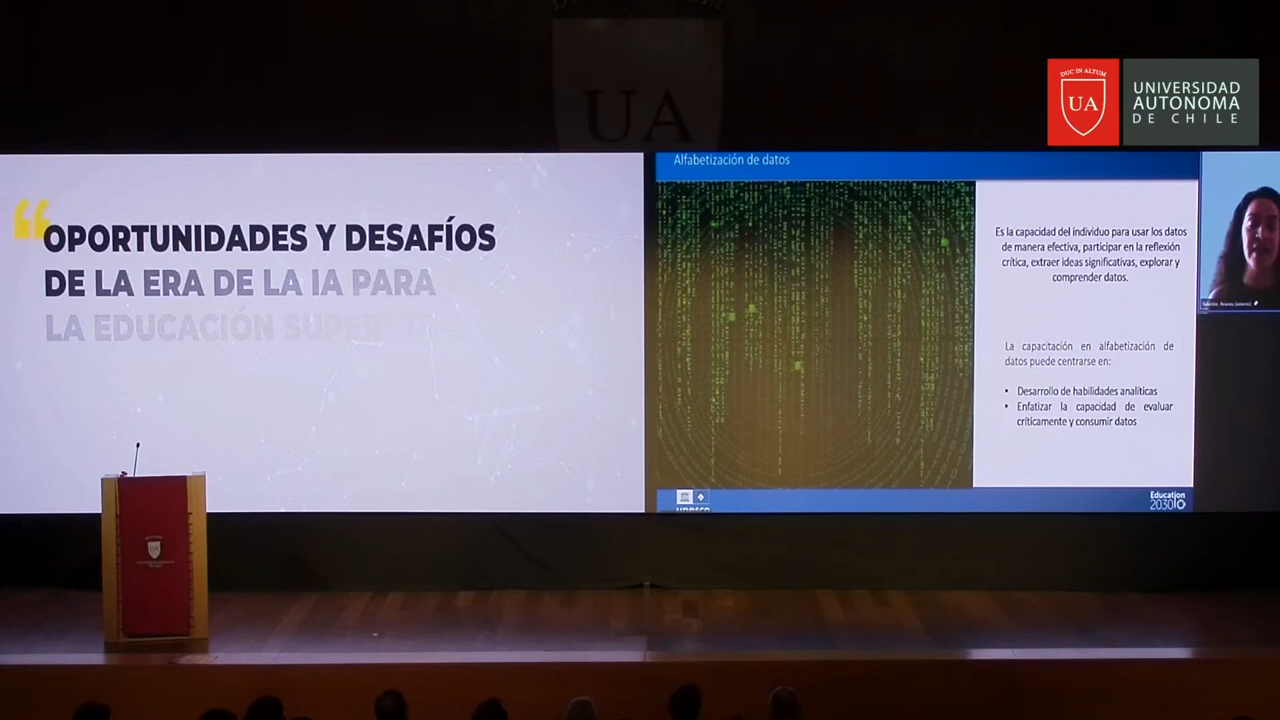 UA
DUC IN ALTUM
UA
UNIVERSIDAD
AUTONOMA
DE CHILE
“OPORTUNIDADES Y DESAFÍOS
DE LA ERA DE LA IA PARA
LA EDUCACIÓN SUPERIOR
Alfabetización de datos
Es la capacidad del individuo para usar los datos
de manera efectiva, participar en la reflexión
crítica, extraer ideas significativas, explorar y
comprender datos.
La capacitación en alfabetización de
datos puede centrarse en:
• Desarrollo de habilidades analíticas
• Enfatizar la capacidad de evaluar
críticamente y consumir datos
unesco
Education
2030
UA